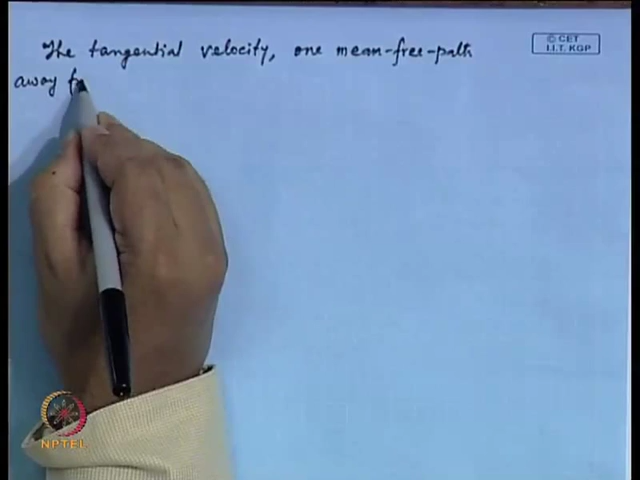 The tangential velocity, one mean-free-path
away
© CET
I.I.T. KGP
NPTEL